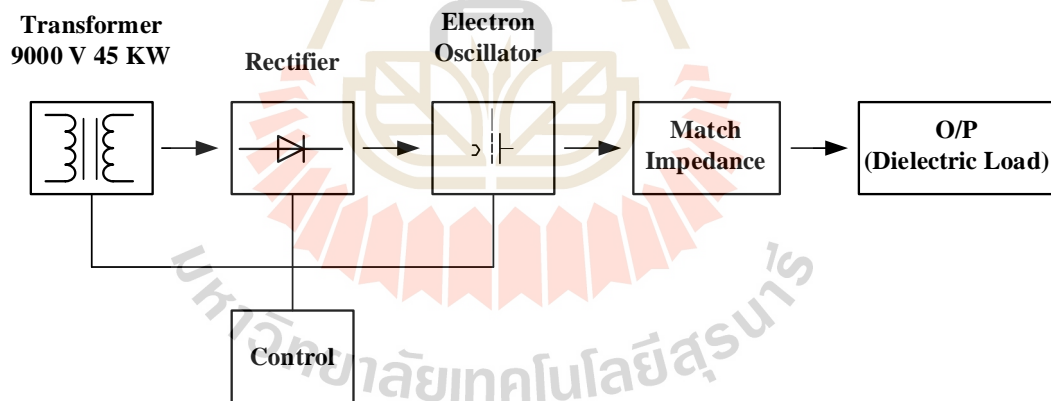 Transformer
9000 V 45 KW
Rectifier
Electron
Oscillator
Match
Impedance
O/P
(Dielectric Load)
Control
มหาวิทยาลัยเทคโนโลยีสุรนารี